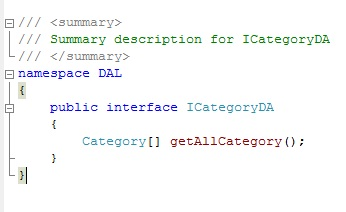 /// <summary>
/// Summary description for ICategoryDA
/// </summary>
namespace DAL
{
    public interface ICategoryDA
    {
        Category[] getAllCategory();
    }
}